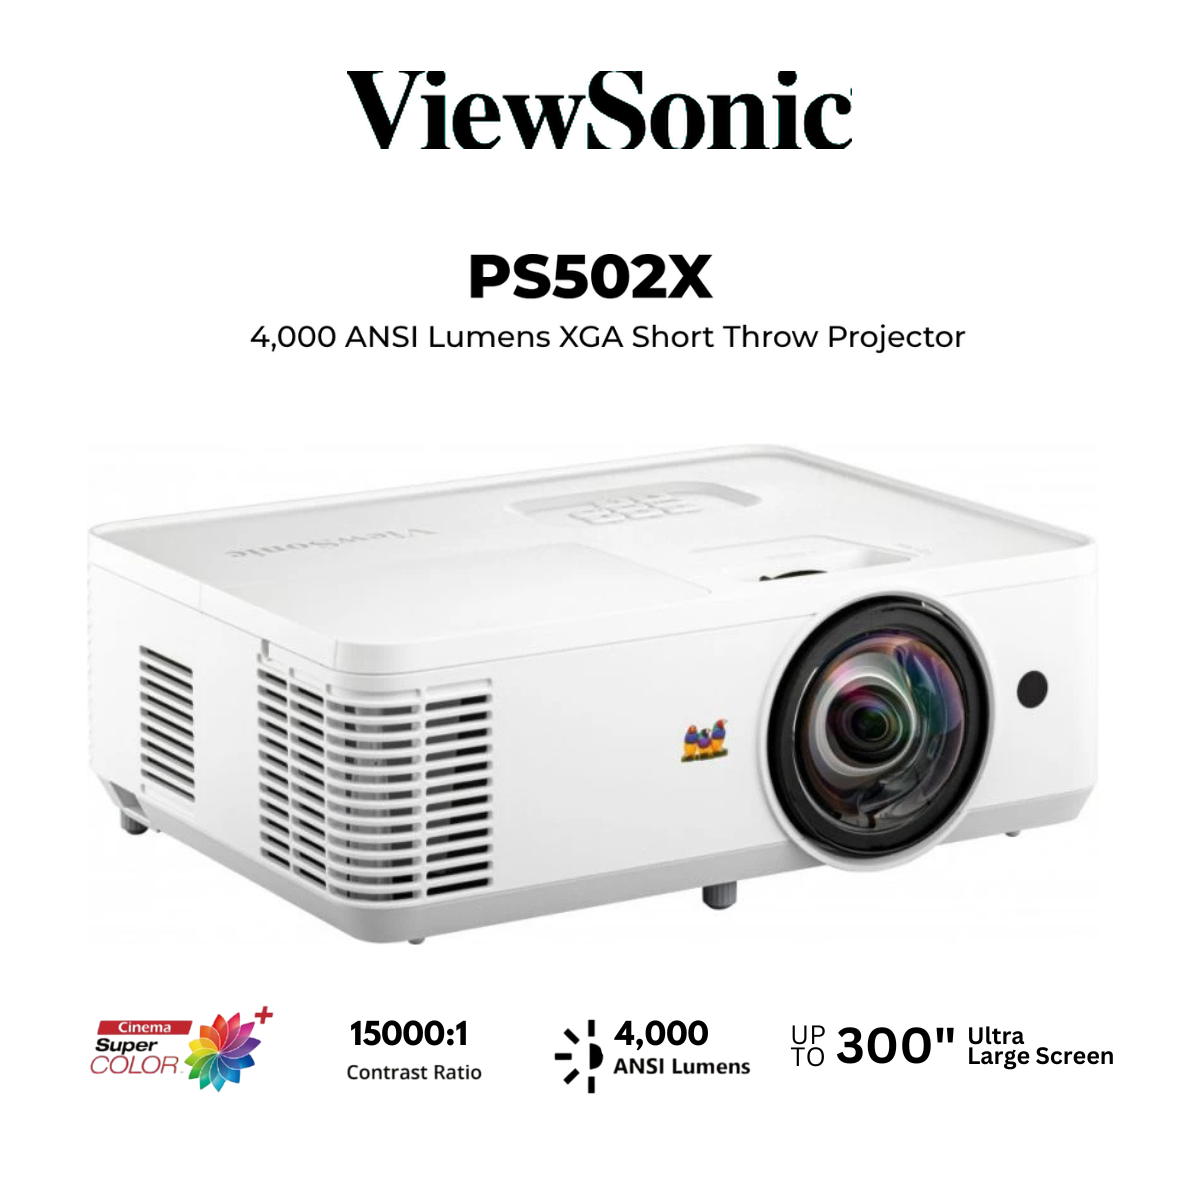 ViewSonic
PS502X
4,000 ANSI Lumens XGA Short Throw Projector
ViewSonic
Cinema
Super
COLOR
+
15000:1
Contrast Ratio
4,000
ANSI Lumens
UP
TO
300"
Ultra
Large Screen